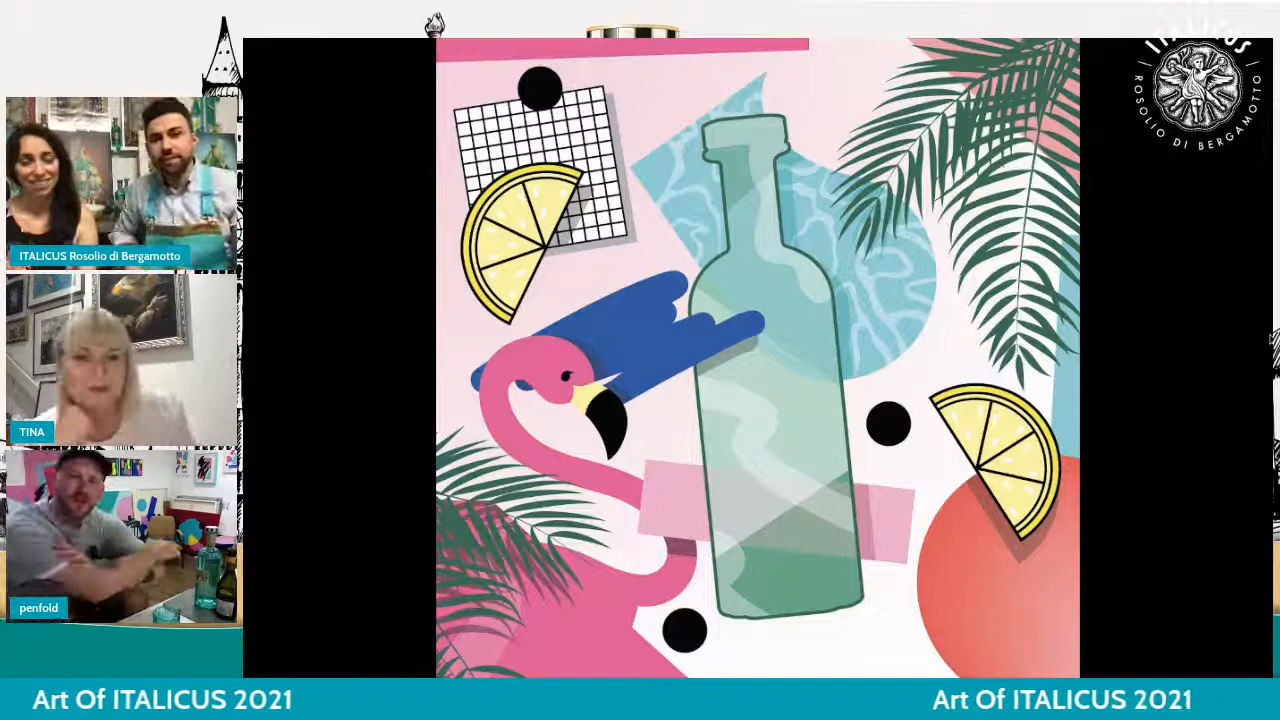 ITALICUS
ROSOLIO DI BERGAMOTTO
ITALICUS Rosolio di Bergamotto
TINA
penfold
Art Of ITALICUS 2021
Art Of ITALICUS 2021